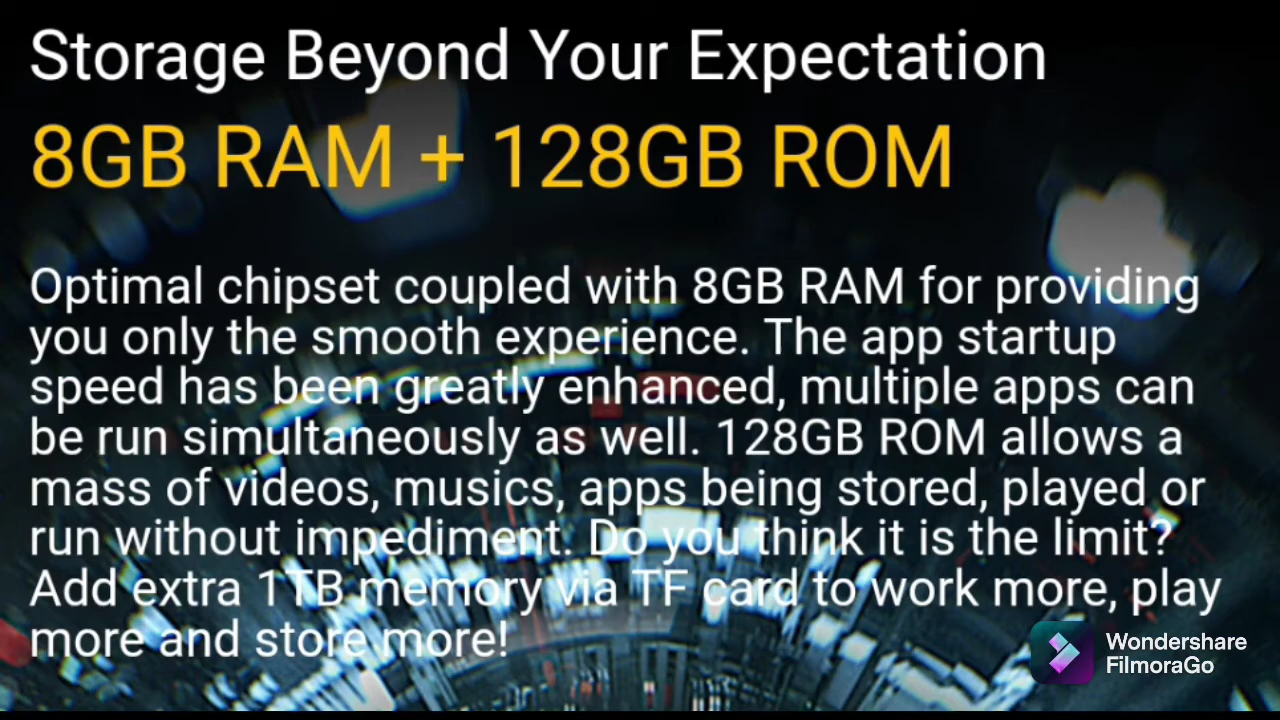 Storage Beyond Your Expectation
8GB RAM + 128GB ROM
Optimal chipset coupled with 8GB RAM for providing
you only the smooth experience. The app startup
speed has been greatly enhanced, multiple apps can
be run simultaneously as well. 128GB ROM allows a
mass of videos, musics, apps being stored, played or
run without impediment. Do you think it is the limit?
Add extra 1TB memory via TF card to work more, play
more and store more!
Wondershare
FilmoraGo